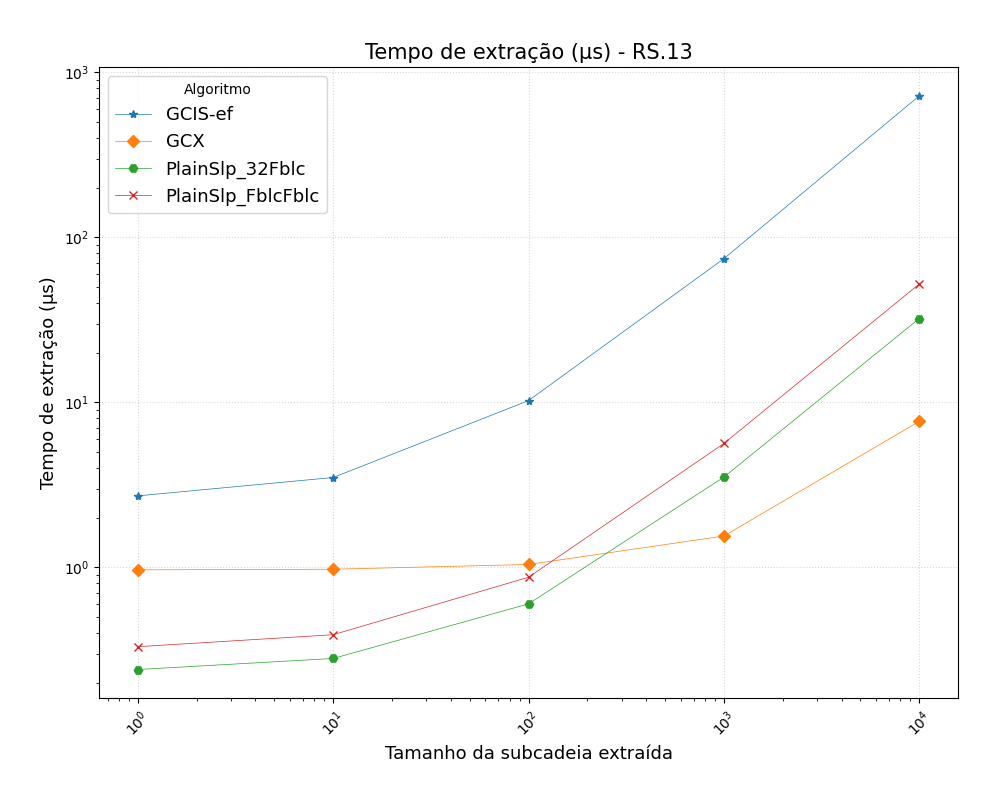 Tempo de extração (µs) - RS.13
Tempo de extração (µs)
10³
10²
10¹
10⁰
Algoritmo
GCIS-ef
GCX
PlainSlp_32Fblc
PlainSlp_FblcFblc
10⁰
10¹
10²
10³
10⁴
Tamanho da subcadeia extraída